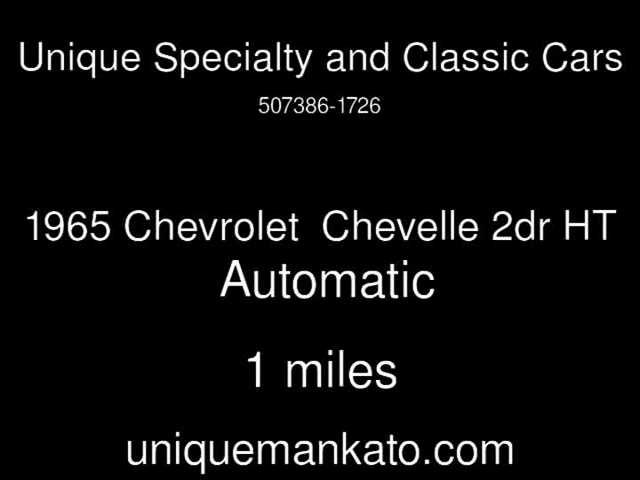 Unique Specialty and Classic Cars
507386-1726
1965 Chevrolet  Chevelle 2dr HT
Automatic
1 miles
uniquemankato.com